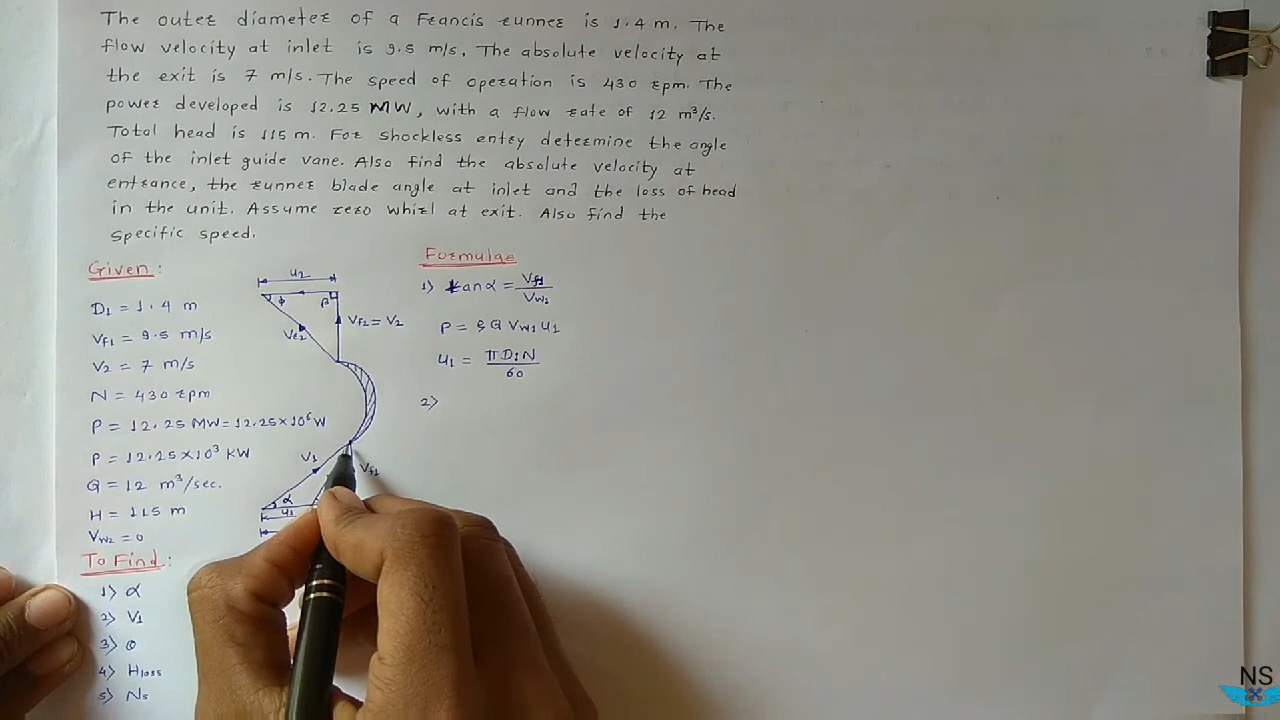 The outer diameter of a Francis runner is 1.4 m. The
flow velocity at inlet is 9.5 m/s. The absolute velocity at
the exit is 7 m/s. The speed of operation is 430 rpm. The
power developed is 12.25 MW, with a flow rate of 12 m³/s.
Total head is 115 m. For shockless entry determine the angle
of the inlet guide vane. Also find the absolute velocity at
entrance, the runner blade angle at inlet and the loss of head
in the unit. Assume zero whirl at exit. Also find the
specific speed.
Given:
D1 = 1.4 m
Vf1 = 9.5 m/s
V2 = 7 m/s
N = 430 rpm
P = 12.25 MW = 12.25×10⁶ W
P = 12.25×10³ KW
Q = 12 m³/sec.
H = 115 m
Vw2 = 0
To Find:
1) α
2) V1
3) θ
4) Hloss
5) Ns
u2
ϕ
β
Vr2
Vf2 = V2
V1
Vf1
α
u1
Formulae
1) tanα = Vf1/Vw1
P = ρ Q Vw1 u1
u1 = πD1N/60
2)
NS